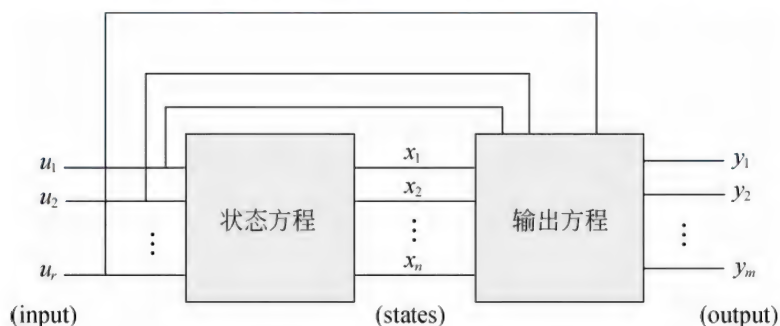 u₁ x₁ y₁
u₂ 状态方程 x₂ 输出方程 y₂
⋮ ⋮ ⋮
uᵣ xₙ yₘ
(input) (states) (output)